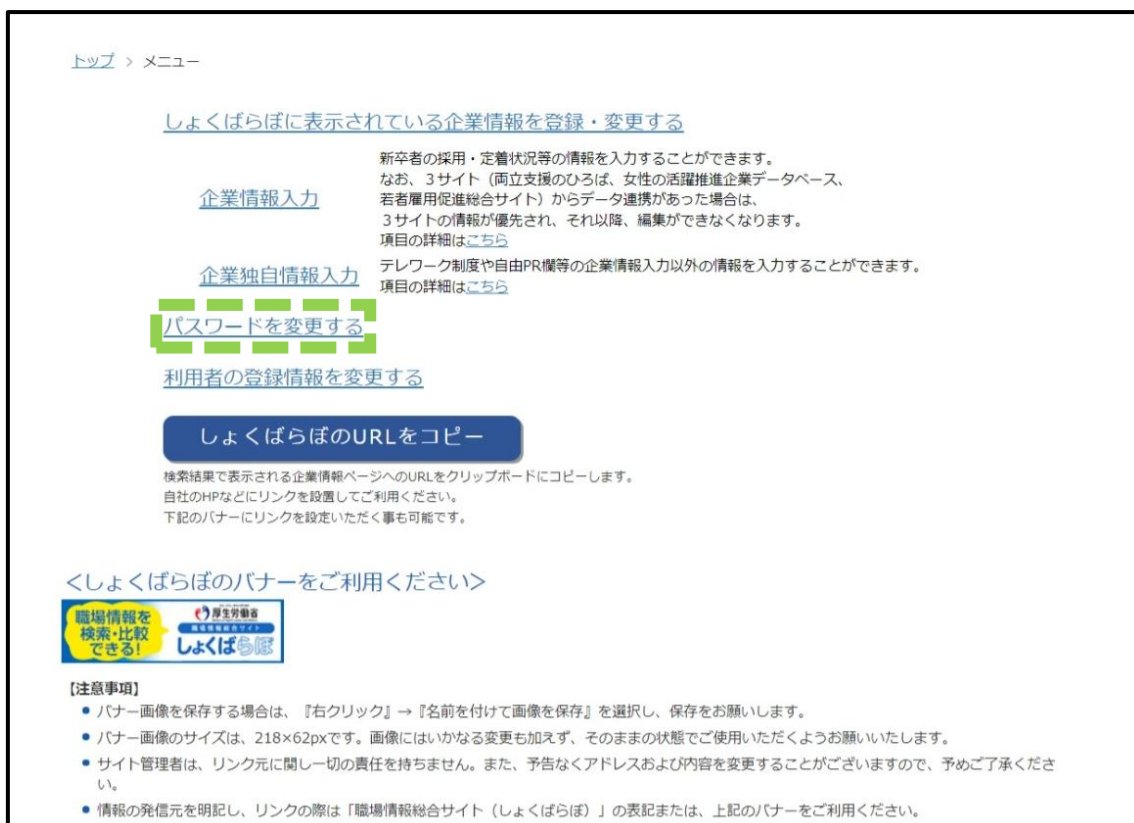 トップ > メニュー
しょくばらぼに表示されている企業情報を登録・変更する
企業情報入力
新卒者の採用・定着状況等の情報を入力することができます。
なお、３サイト（両立支援のひろば、女性の活躍推進企業データベース、
若者雇用促進総合サイト）からデータ連携があった場合は、
３サイトの情報が優先され、それ以降、編集ができなくなります。
項目の詳細はこちら
企業独自情報入力
テレワーク制度や自由PR欄等の企業情報入力以外の情報を入力することができます。
項目の詳細はこちら
パスワードを変更する
利用者の登録情報を変更する
しょくばらぼのURLをコピー
検索結果で表示される企業情報ページへのURLをクリップボードにコピーします。
自社のHPなどにリンクを設置してご利用ください。
下記のバナーにリンクを設定いただく事も可能です。
＜しょくばらぼのバナーをご利用ください＞
職場情報を
検索・比較
できる!
厚生労働省
職場情報総合サイト
しょくばらぼ
【注意事項】
● バナー画像を保存する場合は、『右クリック』→『名前を付けて画像を保存』を選択し、保存をお願いします。
● バナー画像のサイズは、218×62pxです。画像にはいかなる変更も加えず、そのままの状態でご使用いただくようお願いいたします。
● サイト管理者は、リンク元に関し一切の責任を持ちません。また、予告なくアドレスおよび内容を変更することがございますので、予めご了承くださ
い。
● 情報の発信元を明記し、リンクの際は「職場情報総合サイト（しょくばらぼ）」の表記または、上記のバナーをご利用ください。